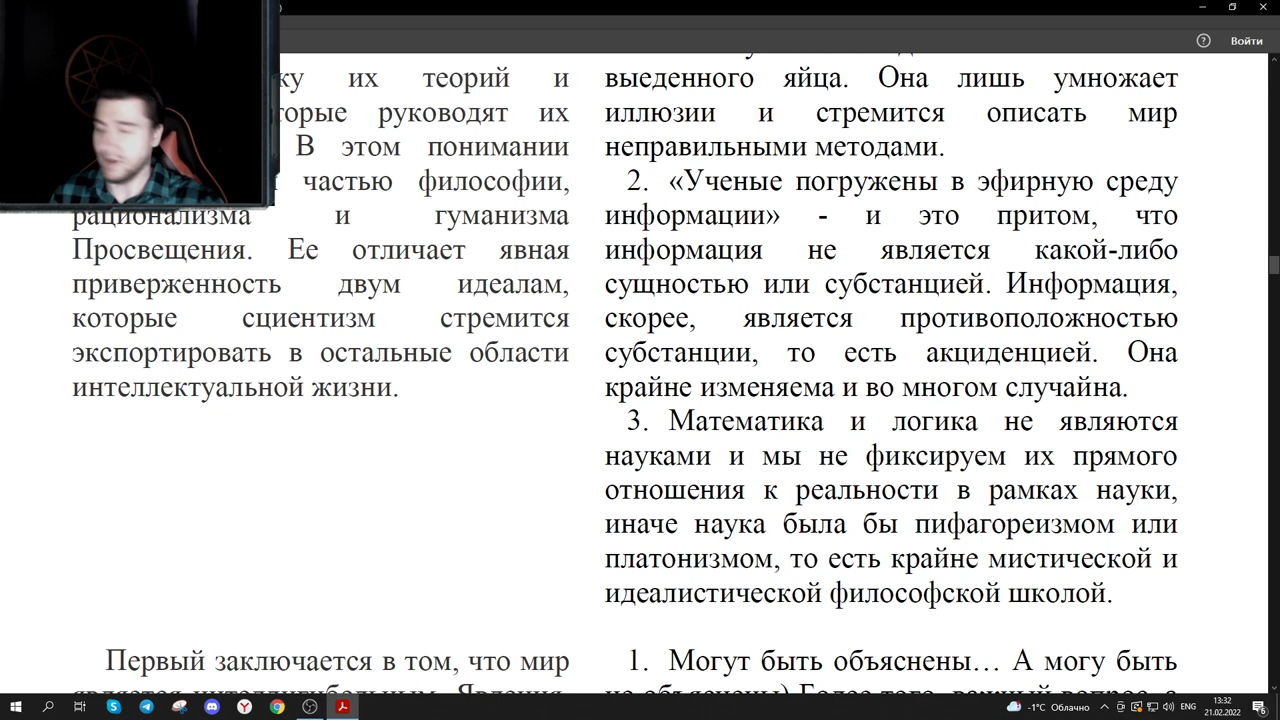 Войти
ку их теорий и
торые руководят их
В этом понимании
частью философии,
рационализма и гуманизма
Просвещения. Ее отличает явная
приверженность двум идеалам,
которые сциентизм стремится
экспортировать в остальные области
интеллектуальной жизни.
Первый заключается в том, что мир
выеденного яйца. Она лишь умножает
иллюзии и стремится описать мир
неправильными методами.
2. «Ученые погружены в эфирную среду
информации» - и это притом, что
информация не является какой-либо
сущностью или субстанцией. Информация,
скорее, является противоположностью
субстанции, то есть акциденцией. Она
крайне изменяема и во многом случайна.
3. Математика и логика не являются
науками и мы не фиксируем их прямого
отношения к реальности в рамках науки,
иначе наука была бы пифагореизмом или
платонизмом, то есть крайне мистической и
идеалистической философской школой.
1. Могут быть объяснены… А могу быть
-1°C Облачно
ENG
13:32
21.02.2022
6